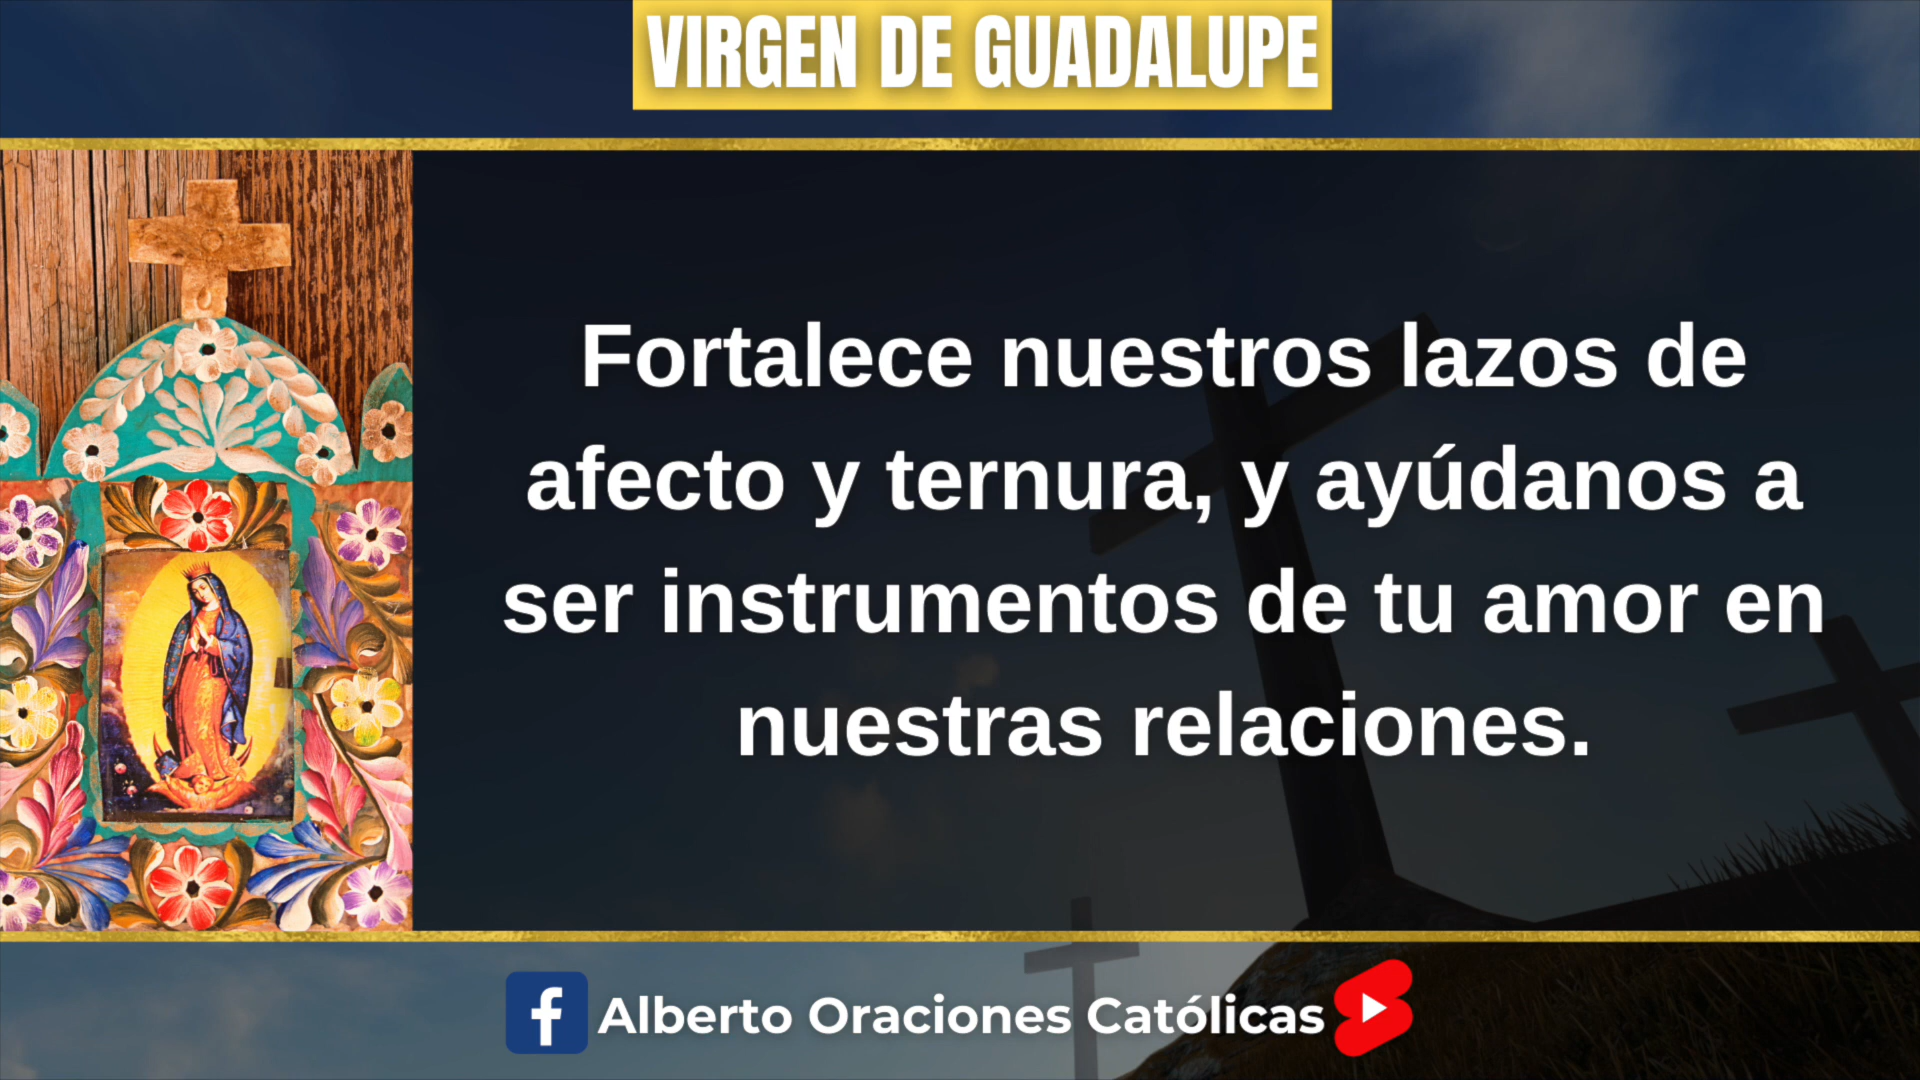 VIRGEN DE GUADALUPE
Fortalece nuestros lazos de
afecto y ternura, y ayúdanos a
ser instrumentos de tu amor en
nuestras relaciones.
Alberto Oraciones Católicas